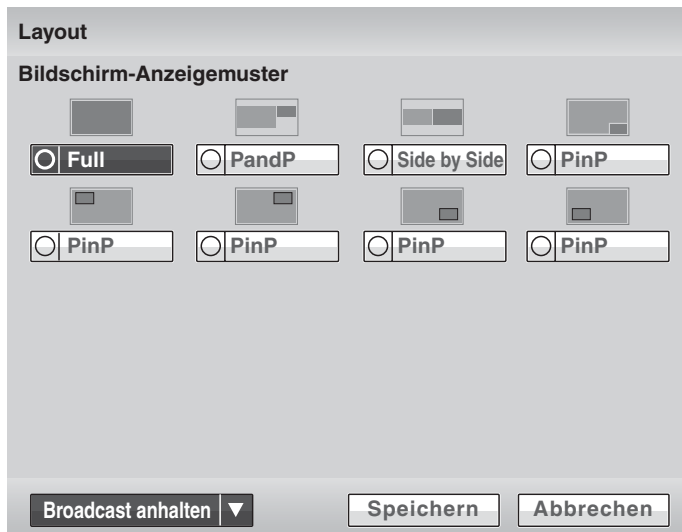 Layout
Bildschirm-Anzeigemuster
Full PandP Side by Side PinP
PinP PinP PinP PinP
Broadcast anhalten Speichern Abbrechen